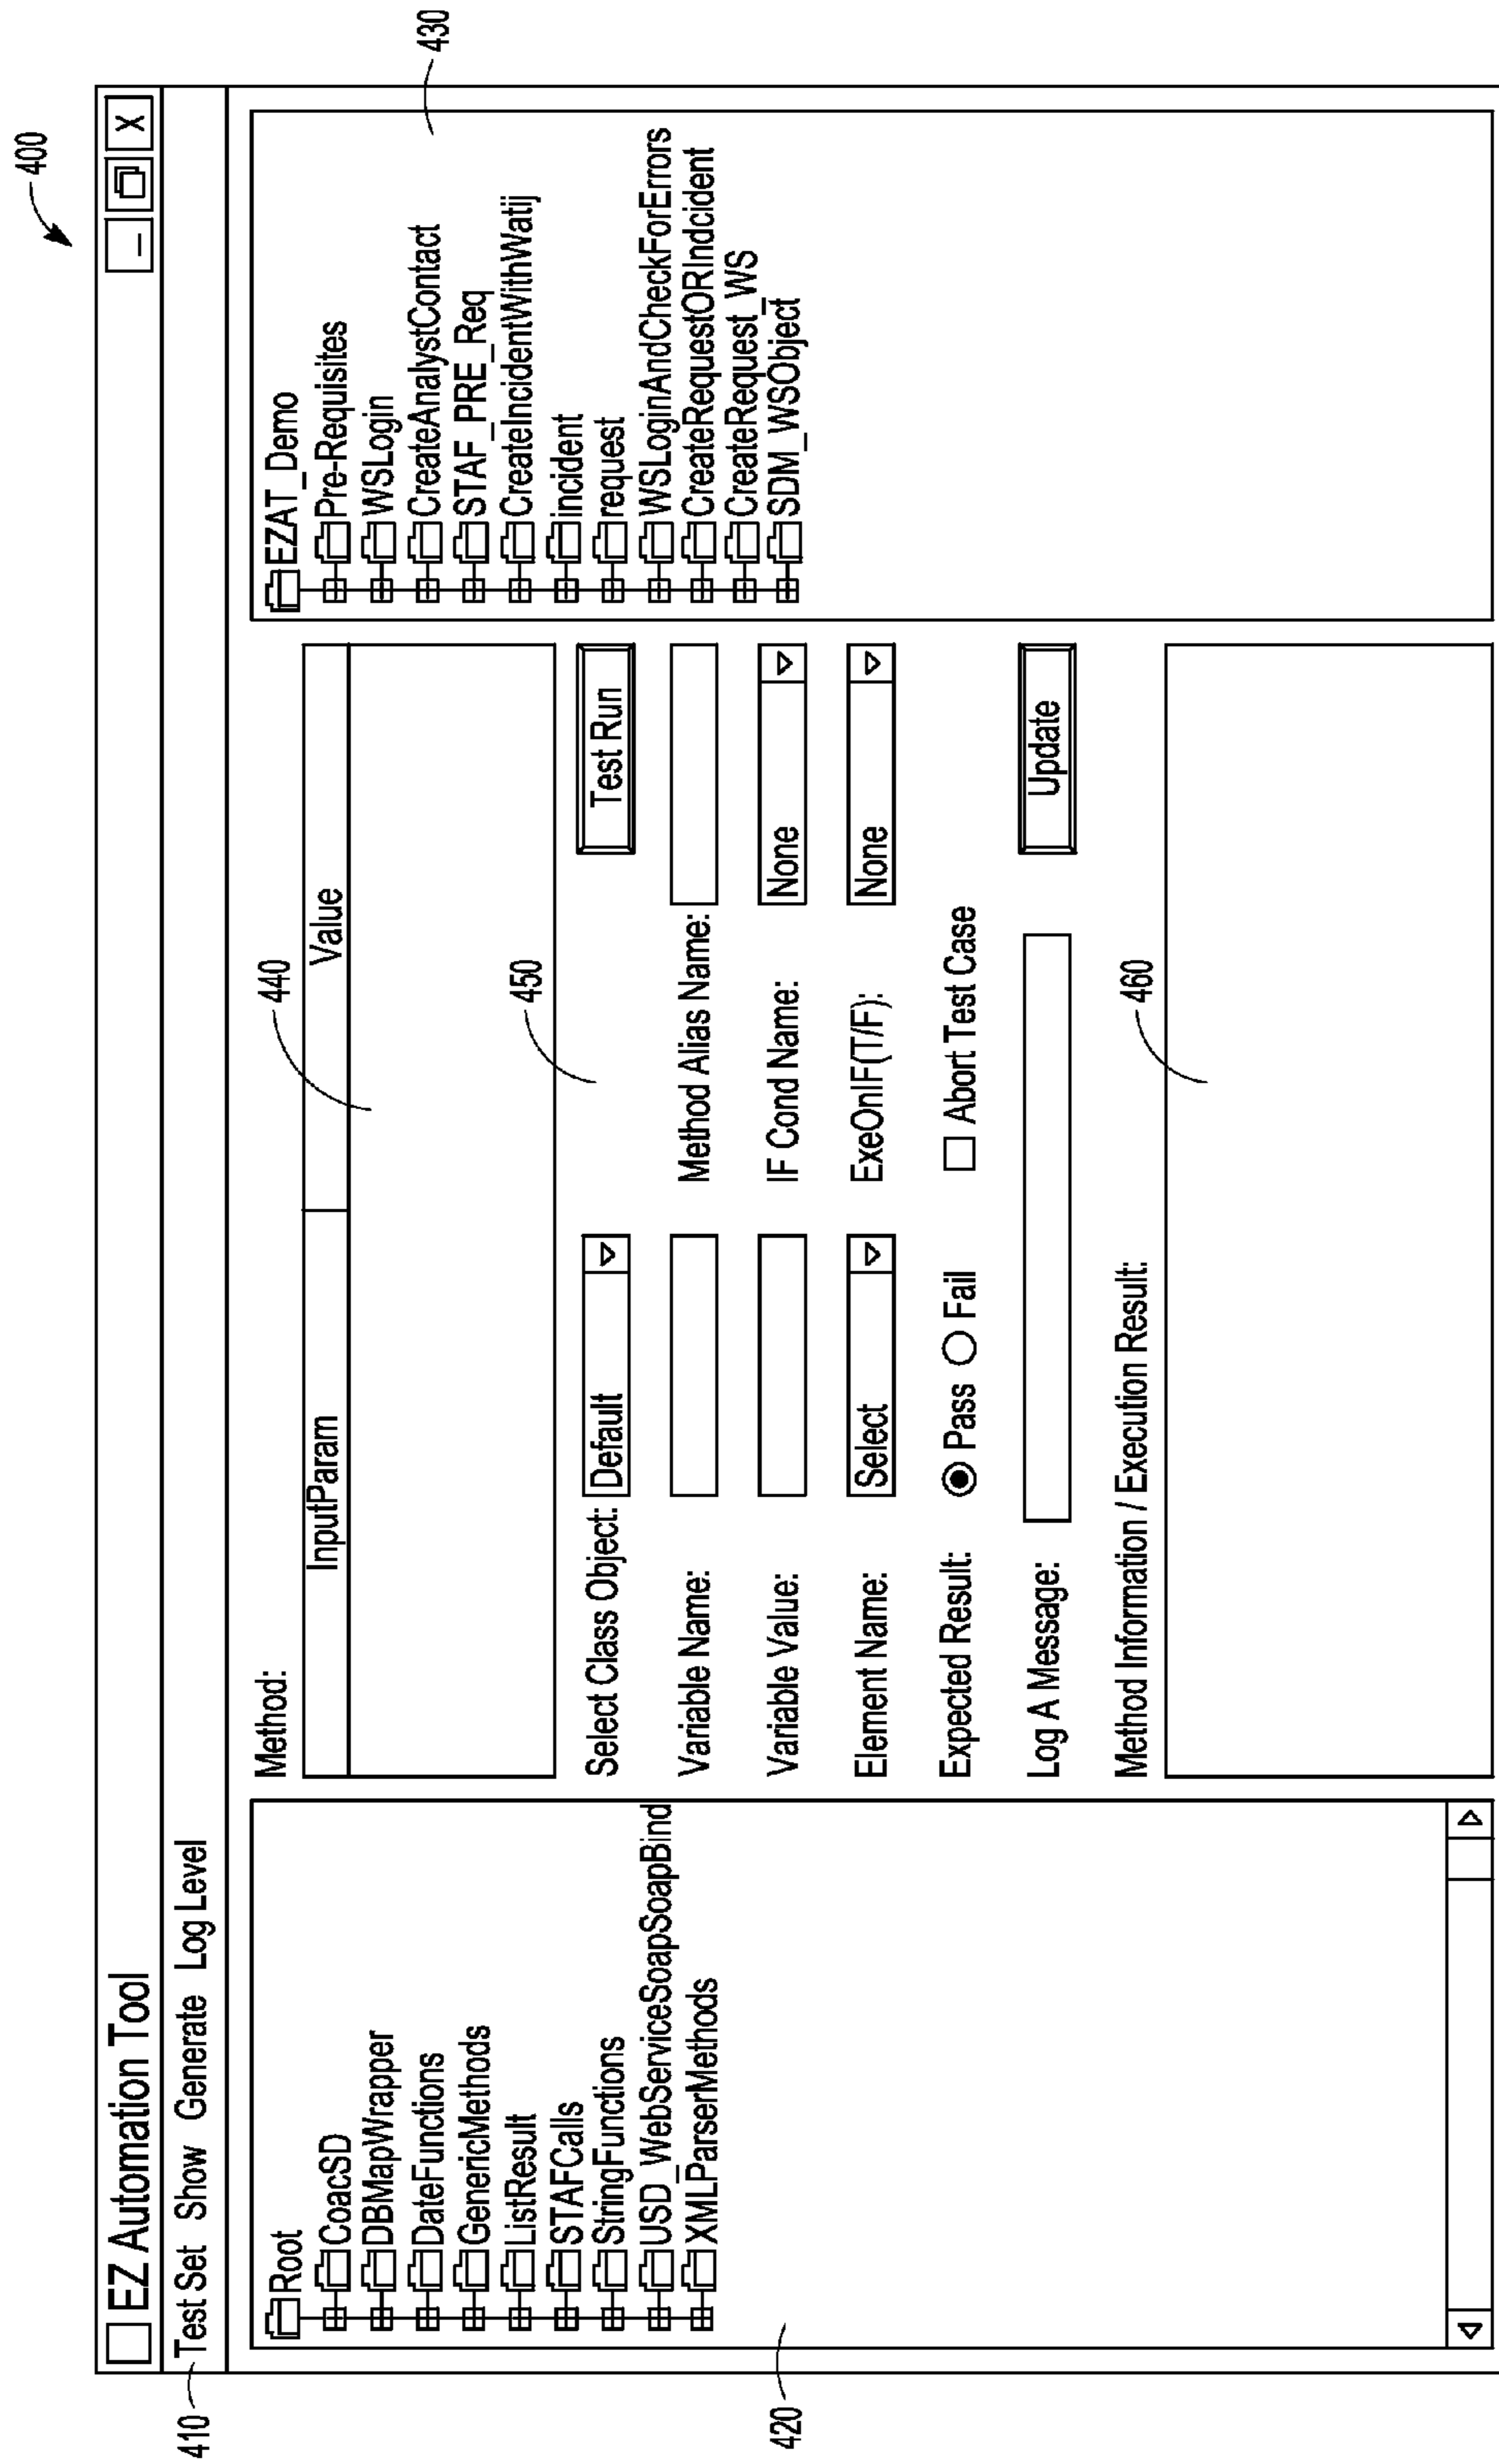 400
EZ Automation Tool
– X
410
Test Set Show Generate Log Level
420
Root
CoacSD
DBMapWrapper
DateFunctions
GenericMethods
ListResult
STAFCalls
StringFunctions
USD_WebServiceSoapSoapBind
XMLParserMethods
Method:
440
InputParam Value
450
Select Class Object: Default Test Run
Variable Name: Method Alias Name:
Variable Value: IF Cond Name: None
Element Name: Select ExeOnIF(T/F): None
Expected Result: Pass Fail Abort Test Case
Log A Message: Update
Method Information / Execution Result:
460
430
EZAT_Demo
Pre-Requisites
WSLogin
CreateAnalystContact
STAF_PRE_Req
CreateIncidentWithWatij
incident
request
WSLoginAndCheckForErrors
CreateRequestORIndcident
CreateRequest_WS
SDM_WSObject